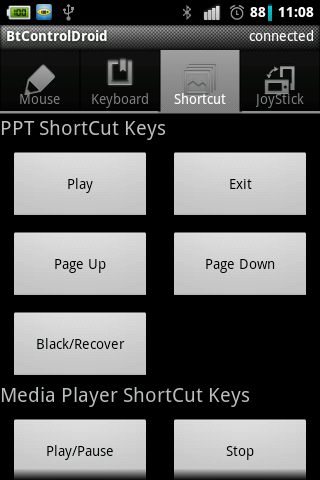 100 88 11:08
BtControlDroid connected
Mouse Keyboard Shortcut JoyStick
PPT ShortCut Keys
Play Exit
Page Up Page Down
Black/Recover
Media Player ShortCut Keys
Play/Pause Stop